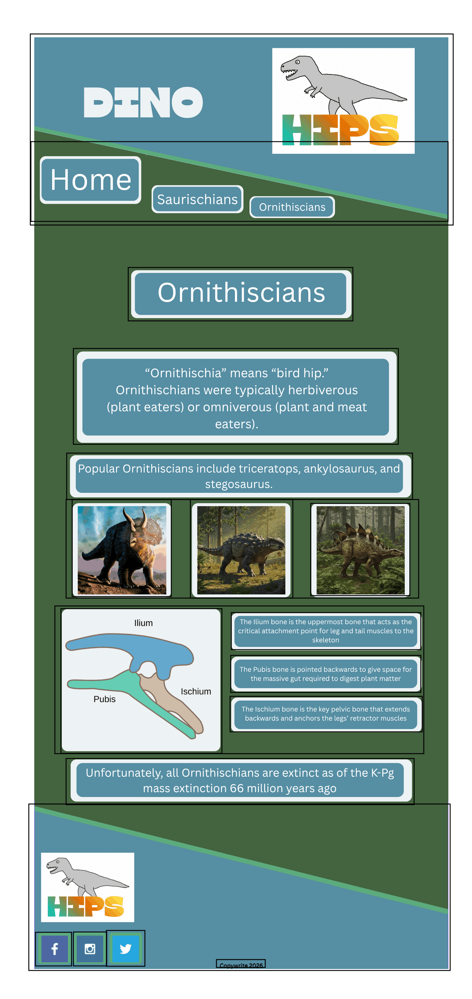 DINO
HIPS
Home
Saurischians
Ornithiscians
Ornithiscians
“Ornithischia” means “bird hip.”
Ornithischians were typically herbiverous
(plant eaters) or omniverous (plant and meat
eaters).
Popular Ornithiscians include triceratops, ankylosaurus, and
stegosaurus.
Ilium
Pubis
Ischium
The Ilium bone is the uppermost bone that acts as the
critical attachment point for leg and tail muscles to the
skeleton
The Pubis bone is pointed backwards to give space for
the massive gut required to digest plant matter
The Ischium bone is the key pelvic bone that extends
backwards and anchors the legs’ retractor muscles
Unfortunately, all Ornithischians are extinct as of the K-Pg
mass extinction 66 million years ago
HIPS
f
Copywrite 2026